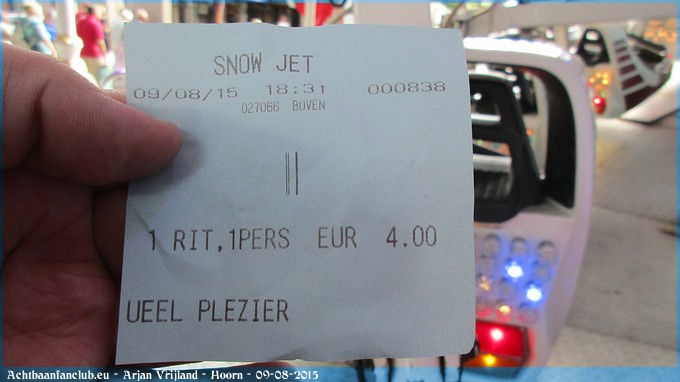 SNOW JET
09/08/15 18:31 000838
027066 BOVEN
1 RIT,1PERS EUR 4.00
UEEL PLEZIER
Achtbaanfanclub.eu - Arjan Vrijland - Hoorn - 09-08-2015